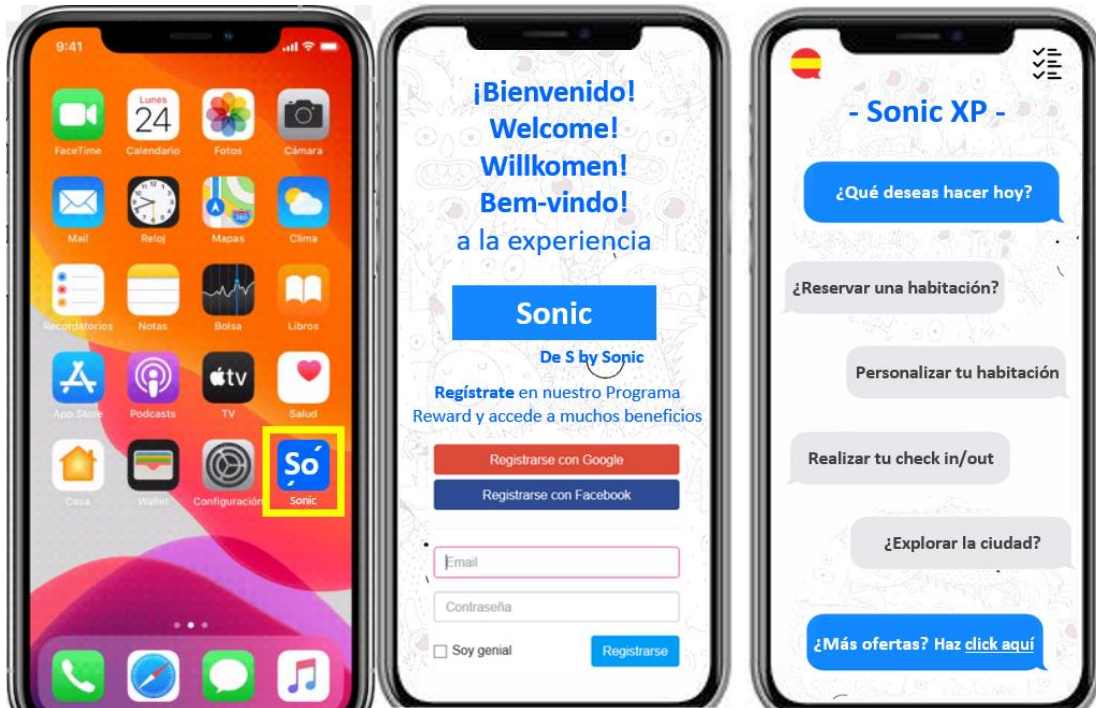 9:41
Lunes
24
FaceTime
Calendario
Fotos
Cámara
Mail
Reloj
Mapas
Clima
Recordatorios
Notas
Bolsa
Libros
tv
App Store
Podcasts
TV
Salud
Só
Casa
Wallet
Configuración
Sonic
¡Bienvenido!
Welcome!
Willkomen!
Bem-vindo!
a la experiencia
Sonic
De S by Sonic
Regístrate en nuestro Programa
Reward y accede a muchos beneficios
Registrarse con Google
Registrarse con Facebook
Email
Contraseña
Soy genial
Registrarse
- Sonic XP -
¿Qué deseas hacer hoy?
¿Reservar una habitación?
Personalizar tu habitación
Realizar tu check in/out
¿Explorar la ciudad?
¿Más ofertas? Haz click aquí